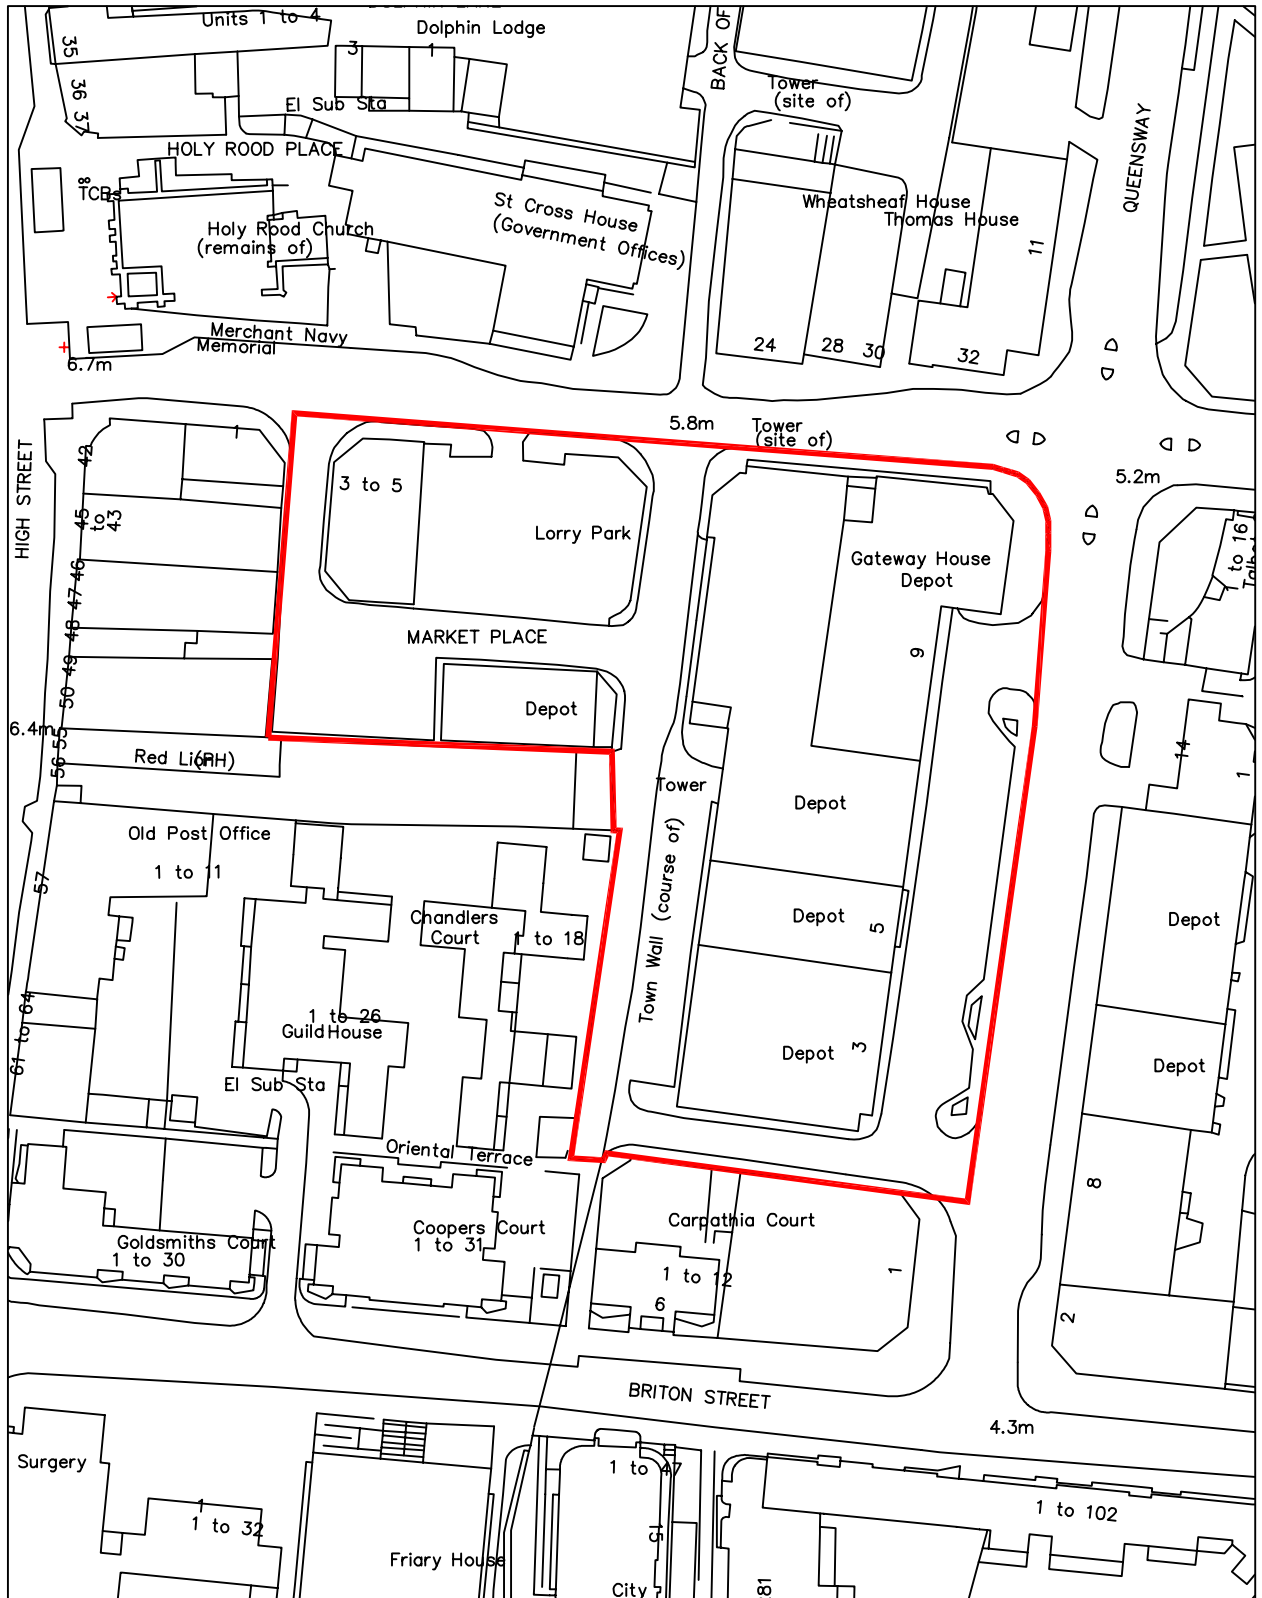 Units 1 to 4
Dolphin Lodge
BACK OF
35
3
1
36
37
El Sub Sta
Tower
(site of)
QUEENSWAY
HOLY ROOD PLACE
8
TCBs
St Cross House
(Government Offices)
Wheatsheaf House
Thomas House
Holy Rood Church
(remains of)
11
Merchant Navy
Memorial
6.7m
24
28
30
32
5.8m
Tower
(site of)
5.2m
HIGH STREET
42
1
3 to 5
Lorry Park
45
to
43
Gateway House
Depot
1 to 16
46
47
48
49
50
MARKET PLACE
9
Depot
6.4m
55
56
Red Lion
(PH)
14
1
Tower
Depot
Old Post Office
1 to 11
57
Town Wall (course of)
Chandlers
Court
1 to 18
Depot
5
Depot
61 to 64
1 to 26
Guild House
Depot
3
Depot
El Sub Sta
Oriental Terrace
8
Carpathia Court
Coopers Court
1 to 31
Goldsmiths Court
1 to 30
1 to 12
6
1
2
BRITON STREET
4.3m
Surgery
1 to 47
1
1 to 32
1 to 102
15
Friary House
City
81